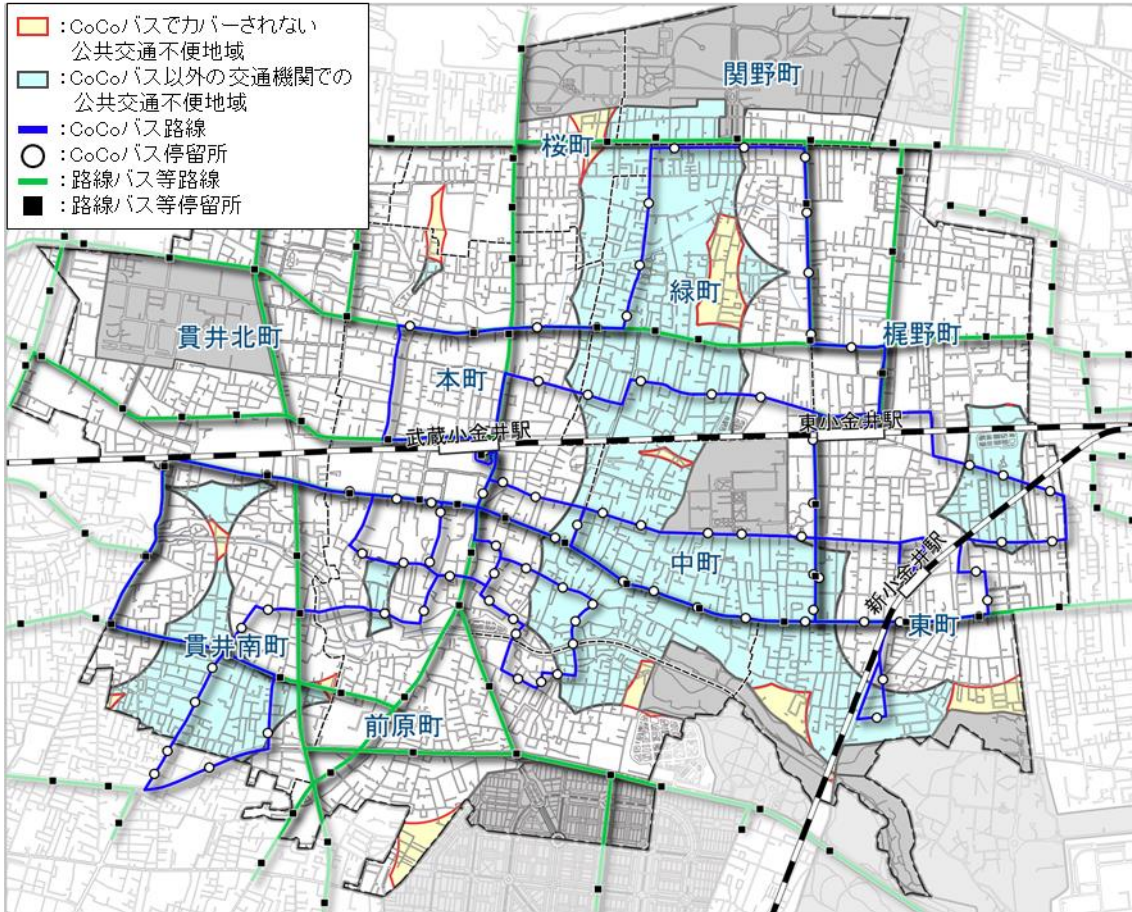 ：CoCoバスでカバーされない
公共交通不便地域
：CoCoバス以外の交通機関での
公共交通不便地域
：CoCoバス路線
：CoCoバス停留所
：路線バス等路線
：路線バス等停留所
関野町
桜町
緑町
貫井北町
梶野町
本町
武蔵小金井駅
東小金井駅
中町
新小金井駅
東町
貫井南町
前原町